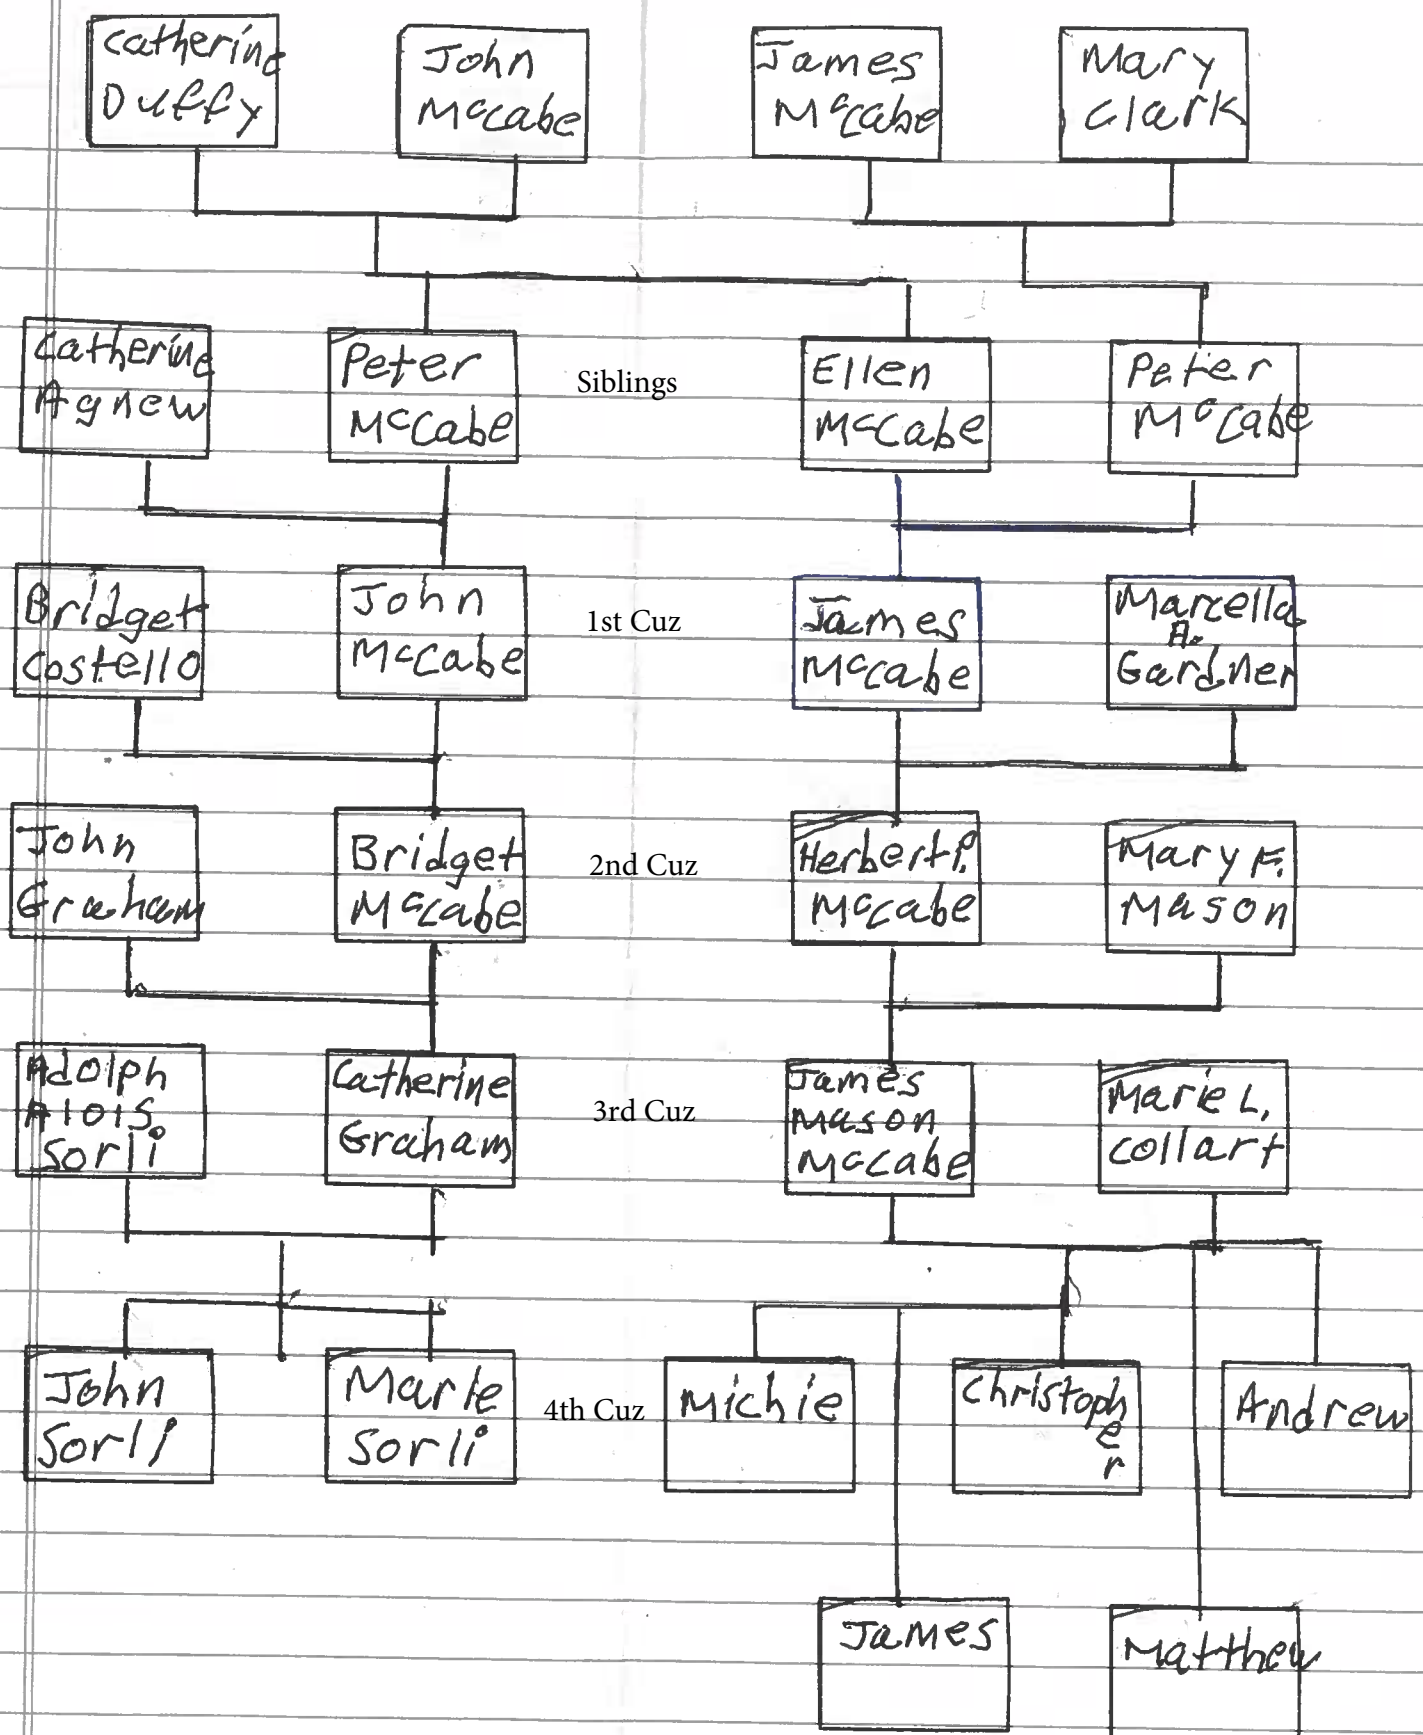 Catherine
Duffy
John
McCabe
James
McCabe
Mary
Clark
Catherine
Agnew
Peter
McCabe
Siblings
Ellen
McCabe
Peter
McCabe
Bridget
Costello
John
McCabe
1st Cuz
James
McCabe
Marcella
A.
Gardner
John
Graham
Bridget
McCabe
2nd Cuz
Herbert P.
McCabe
Mary F.
Mason
Adolph
Alois.
Sorli
Catherine
Graham
3rd Cuz
James
Mason
McCabe
Marie L.
Collart
John
Sorli
Marie
Sorli
4th Cuz
Michie
Christoph
e
r
Andrew
James
Matthew